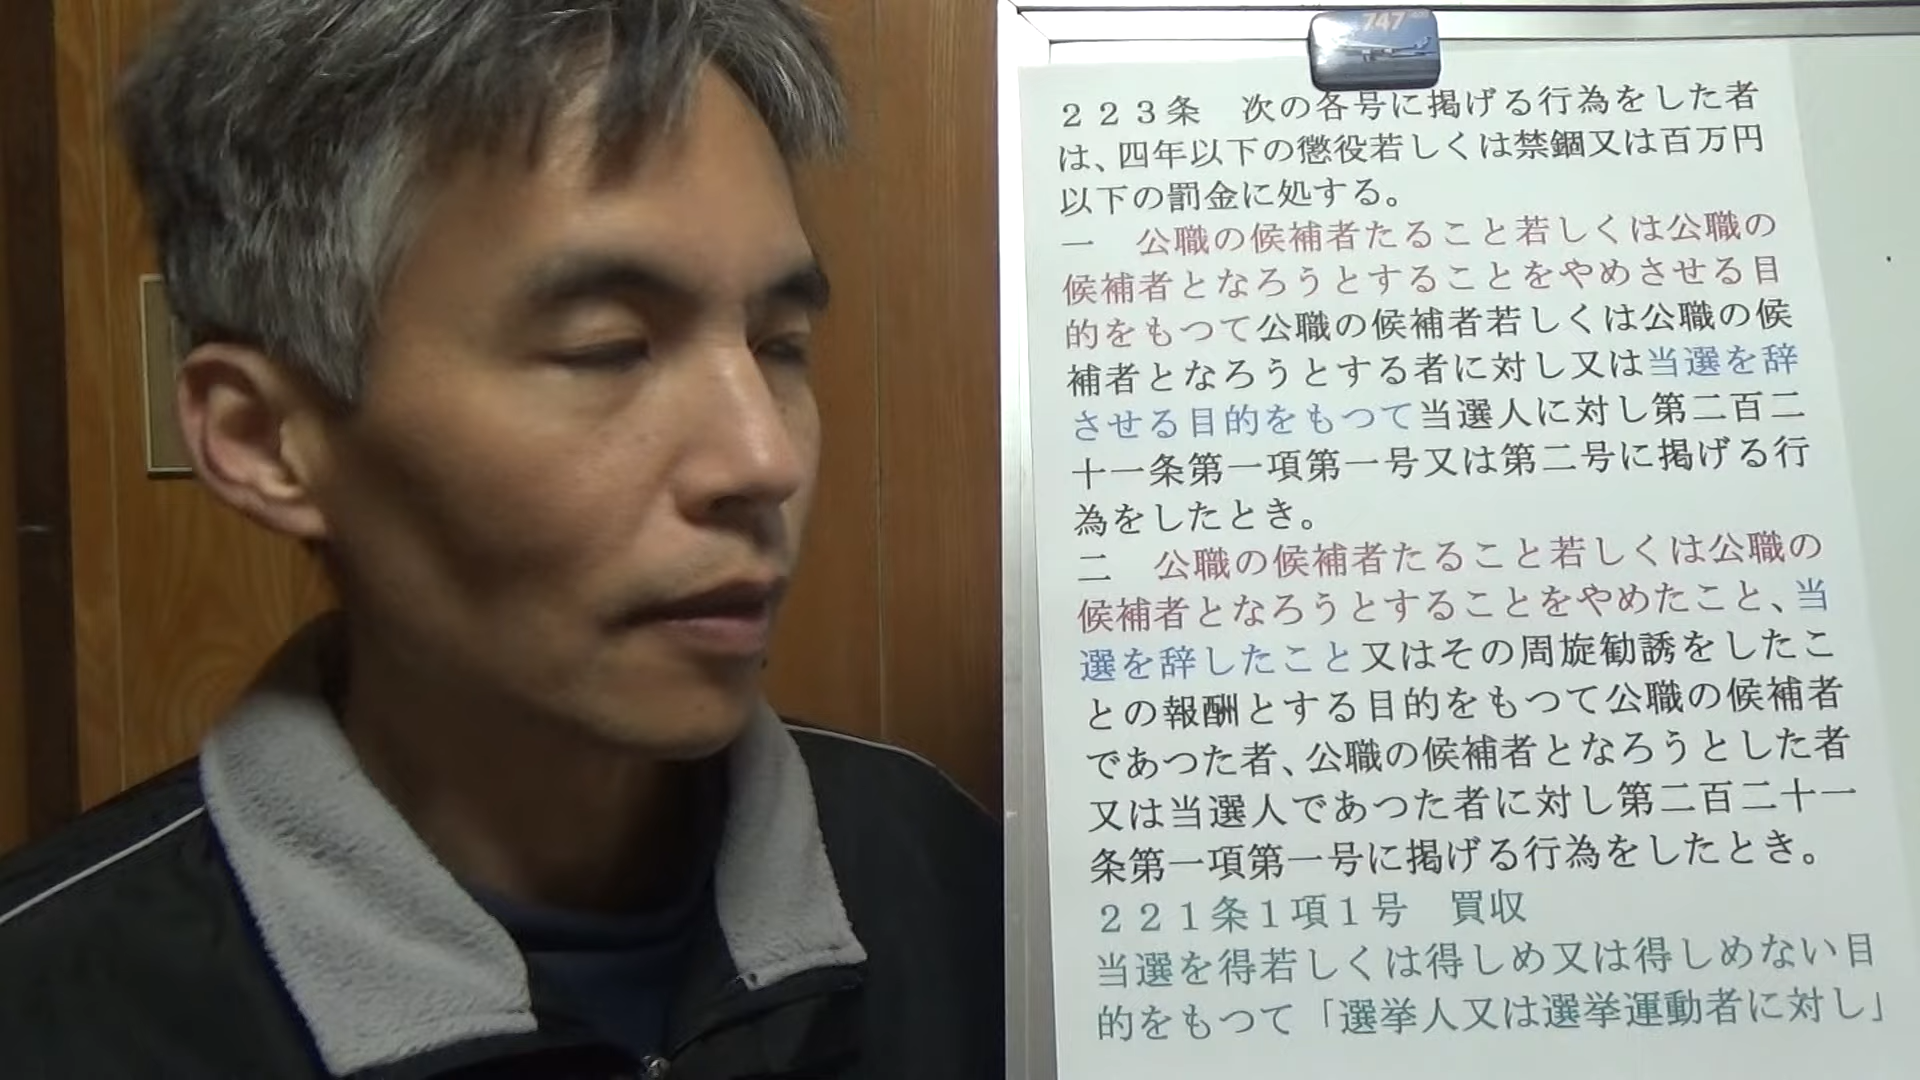 747
223条　次の各号に掲げる行為をした者
は、四年以下の懲役若しくは禁錮又は百万円
以下の罰金に処する。
一　公職の候補者たること若しくは公職の
候補者となろうとすることをやめさせる目
的をもつて公職の候補者若しくは公職の候
補者となろうとする者に対し又は当選を辞
させる目的をもつて当選人に対し第二百二
十一条第一項第一号又は第二号に掲げる行
為をしたとき。
二　公職の候補者たること若しくは公職の
候補者となろうとすることをやめたこと、当
選を辞したこと又はその周旋勧誘をしたこ
との報酬とする目的をもつて公職の候補者
であつた者、公職の候補者となろうとした者
又は当選人であつた者に対し第二百二十一
条第一項第一号に掲げる行為をしたとき。
221条1項1号　買収
当選を得若しくは得しめ又は得しめない目
的をもつて「選挙人又は選挙運動者に対し」